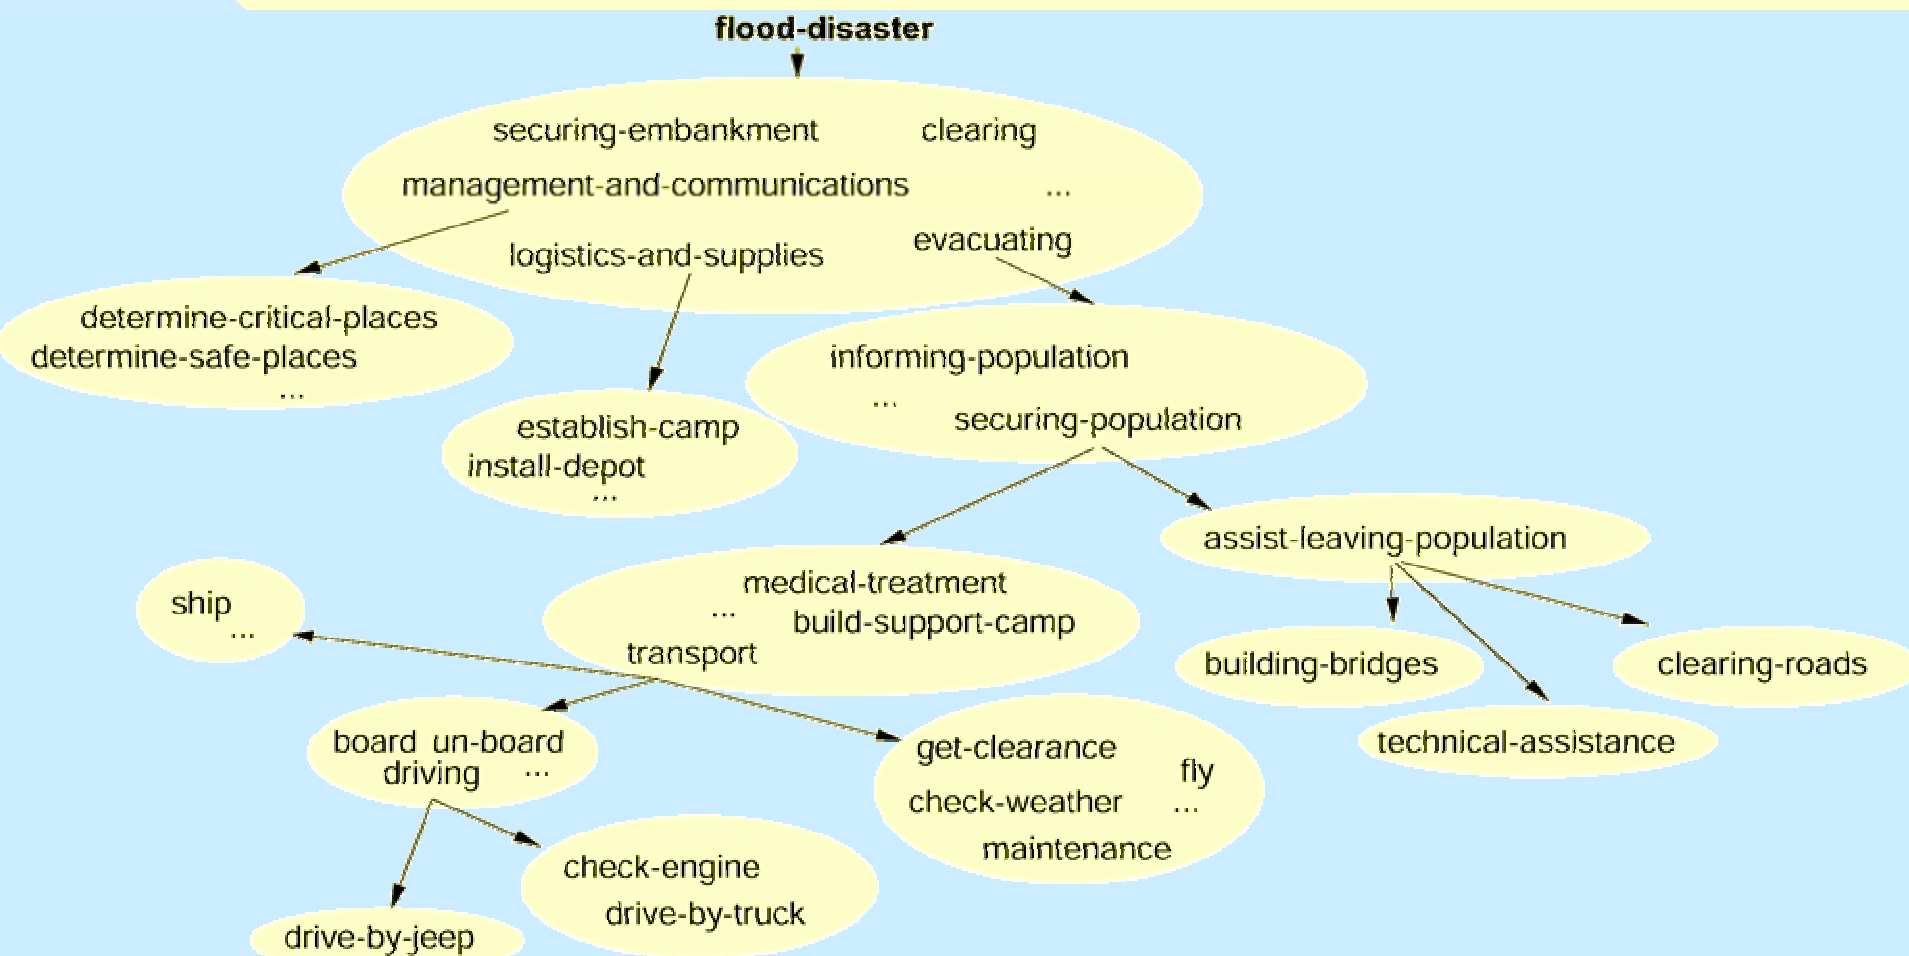 flood-disaster
securing-embankment clearing
management-and-communications ...
logistics-and-supplies evacuating
determine-critical-places
determine-safe-places
...
informing-population
... securing-population
establish-camp
install-depot
...
assist-leaving-population
medical-treatment
... build-support-camp
transport
ship
...
building-bridges
clearing-roads
technical-assistance
board un-board
driving ...
get-clearance
fly
check-weather ...
maintenance
check-engine
drive-by-truck
drive-by-jeep